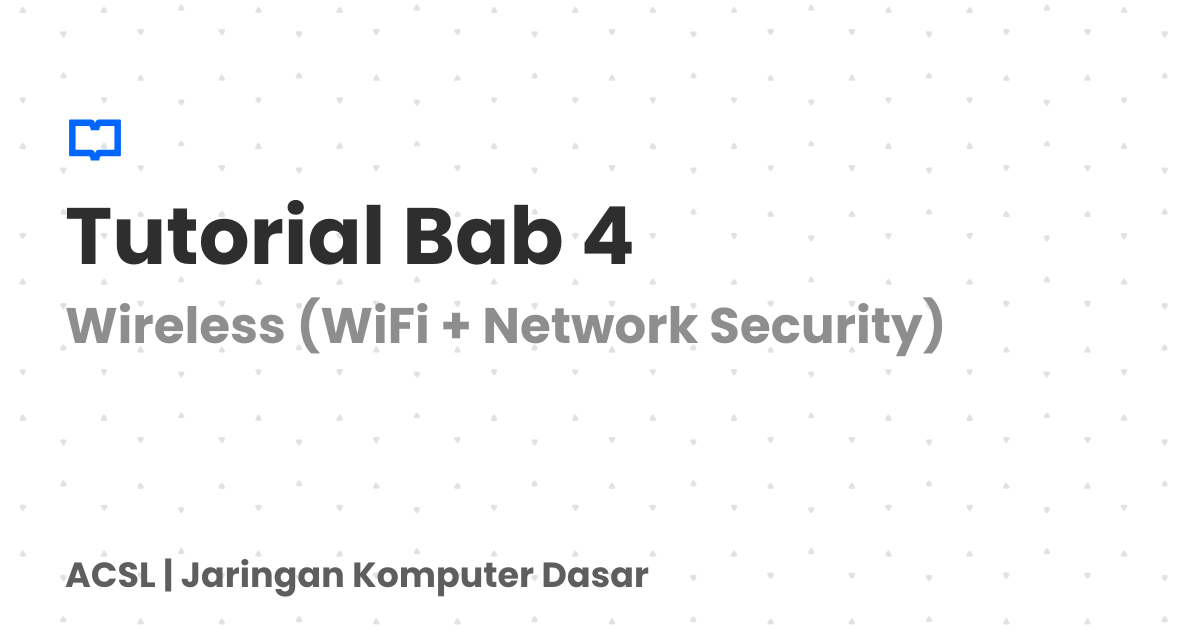 Tutorial Bab 4
Wireless (WiFi + Network Security)
ACSL | Jaringan Komputer Dasar